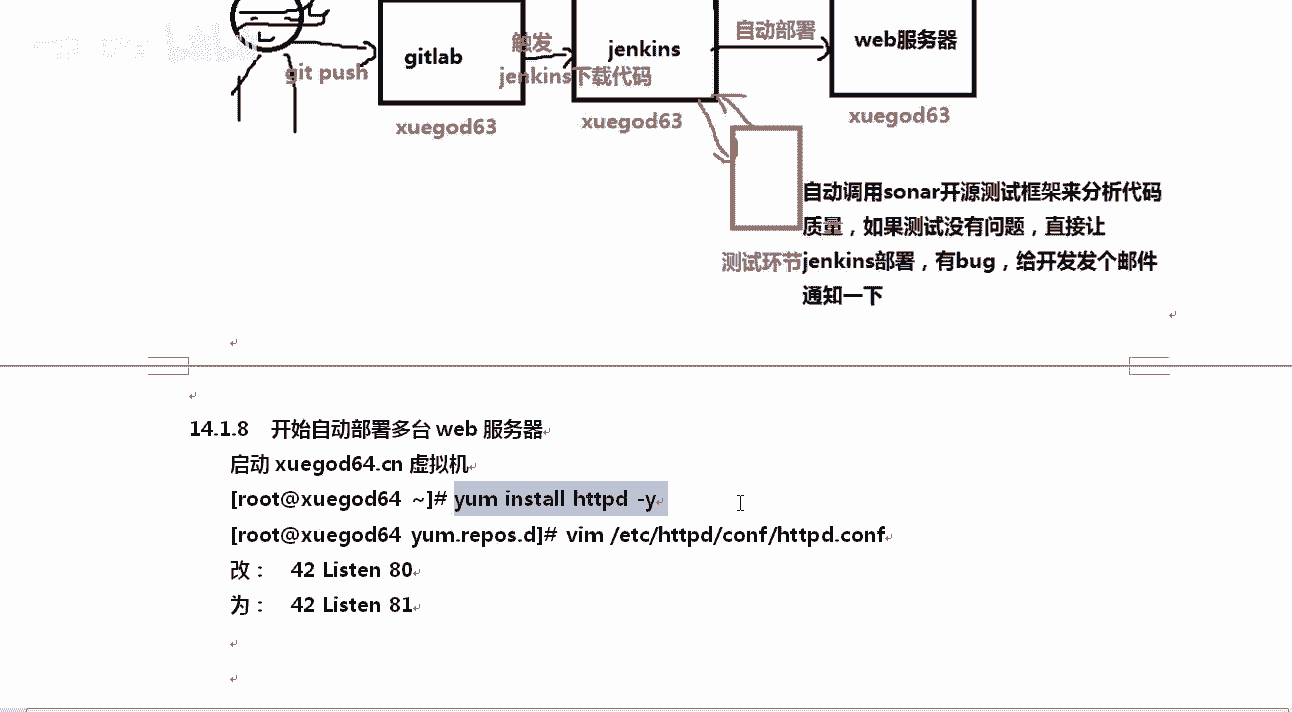 git push
gitlab
触发
jenkins下载代码
jenkins
自动部署
web服务器
xuegod63
xuegod63
xuegod63
测试环节
自动调用sonar开源测试框架来分析代码
质量，如果测试没有问题，直接让
jenkins部署，有bug，给开发发个邮件
通知一下
14.1.8 开始自动部署多台 web 服务器
启动 xuegod64.cn 虚拟机
[root@xuegod64 ~]# yum install httpd -y
[root@xuegod64 yum.repos.d]# vim /etc/httpd/conf/httpd.conf
改： 42 Listen 80
为： 42 Listen 81